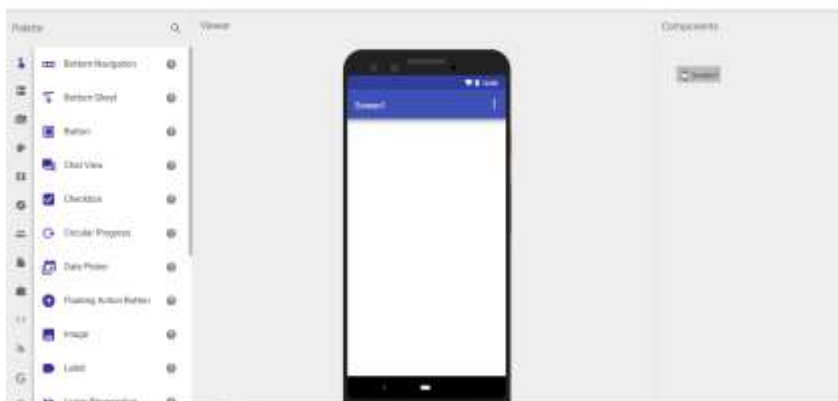 Palette
Viewer
Components
Bottom Navigation
Bottom Sheet
Button
Chat View
Checkbox
Circular Progress
Date Picker
Floating Action Button
Image
Label
Screen1
Screen1